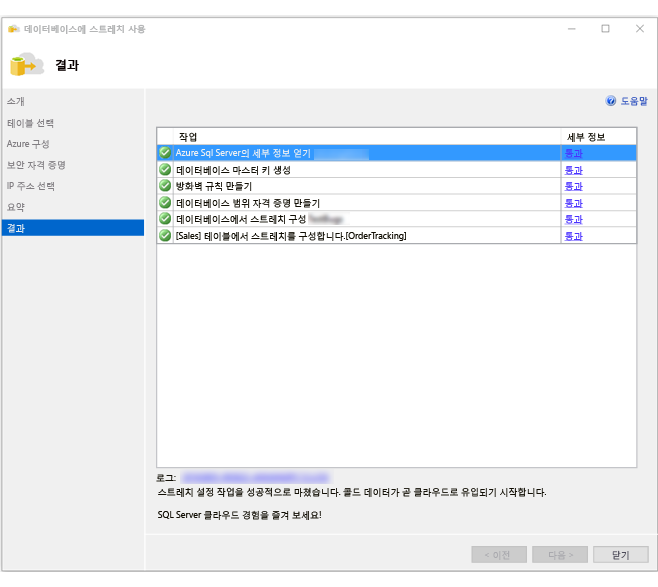 데이터베이스에 스트레치 사용
결과
소개
테이블 선택
Azure 구성
보안 자격 증명
IP 주소 선택
요약
결과
도움말
작업 세부 정보
Azure Sql Server의 세부 정보 얻기 통과
데이터베이스 마스터 키 생성 통과
방화벽 규칙 만들기 통과
데이터베이스 범위 자격 증명 만들기 통과
데이터베이스에서 스트레치 구성 통과
[Sales] 테이블에서 스트레치를 구성합니다.[OrderTracking] 통과
로그:
스트레치 설정 작업을 성공적으로 마쳤습니다. 콜드 데이터가 곧 클라우드로 유입되기 시작합니다.
SQL Server 클라우드 경험을 즐겨 보세요!
< 이전 다음 > 닫기